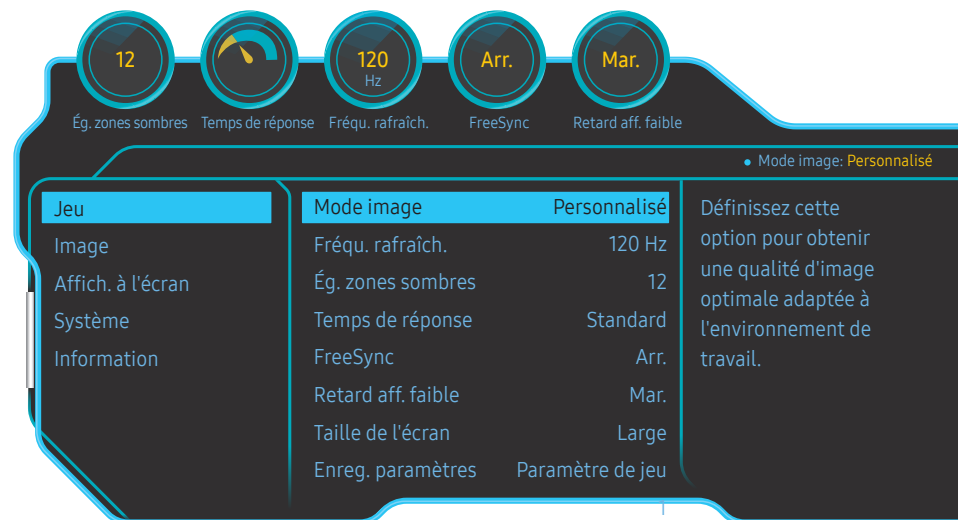 12
120
Hz
Arr.
Mar.
Ég. zones sombres
Temps de réponse
Fréqu. rafraîch.
FreeSync
Retard aff. faible
• Mode image: Personnalisé
Jeu
Image
Affich. à l'écran
Système
Information
Mode image Personnalisé
Fréqu. rafraîch. 120 Hz
Ég. zones sombres 12
Temps de réponse Standard
FreeSync Arr.
Retard aff. faible Mar.
Taille de l'écran Large
Enreg. paramètres Paramètre de jeu
Définissez cette
option pour obtenir
une qualité d'image
optimale adaptée à
l'environnement de
travail.